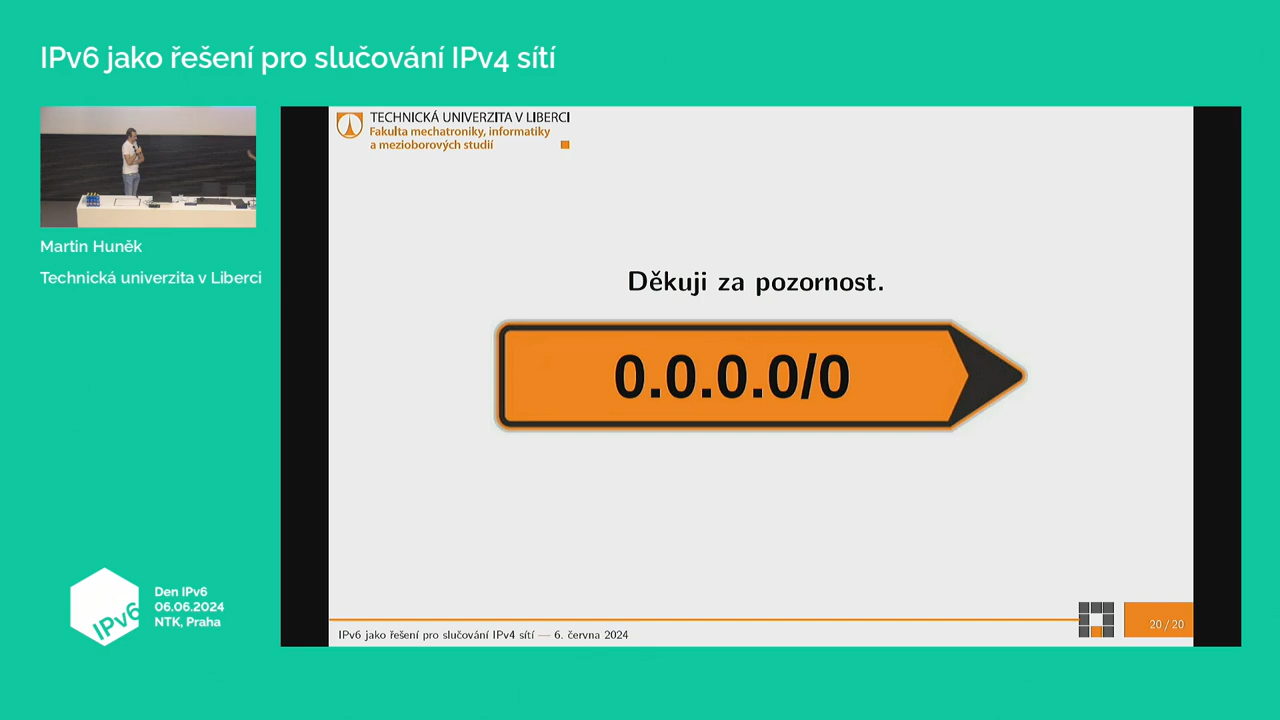 IPv6 jako řešení pro slučování IPv4 sítí
Martin Huněk
Technická univerzita v Liberci
TECHNICKÁ UNIVERZITA V LIBERCI
Fakulta mechatroniky, informatiky
a mezioborových studií
Děkuji za pozornost.
0.0.0.0/0
IPv6 jako řešení pro slučování IPv4 sítí — 6. června 2024
20 / 20
IPv6
Den IPv6
06.06.2024
NTK, Praha